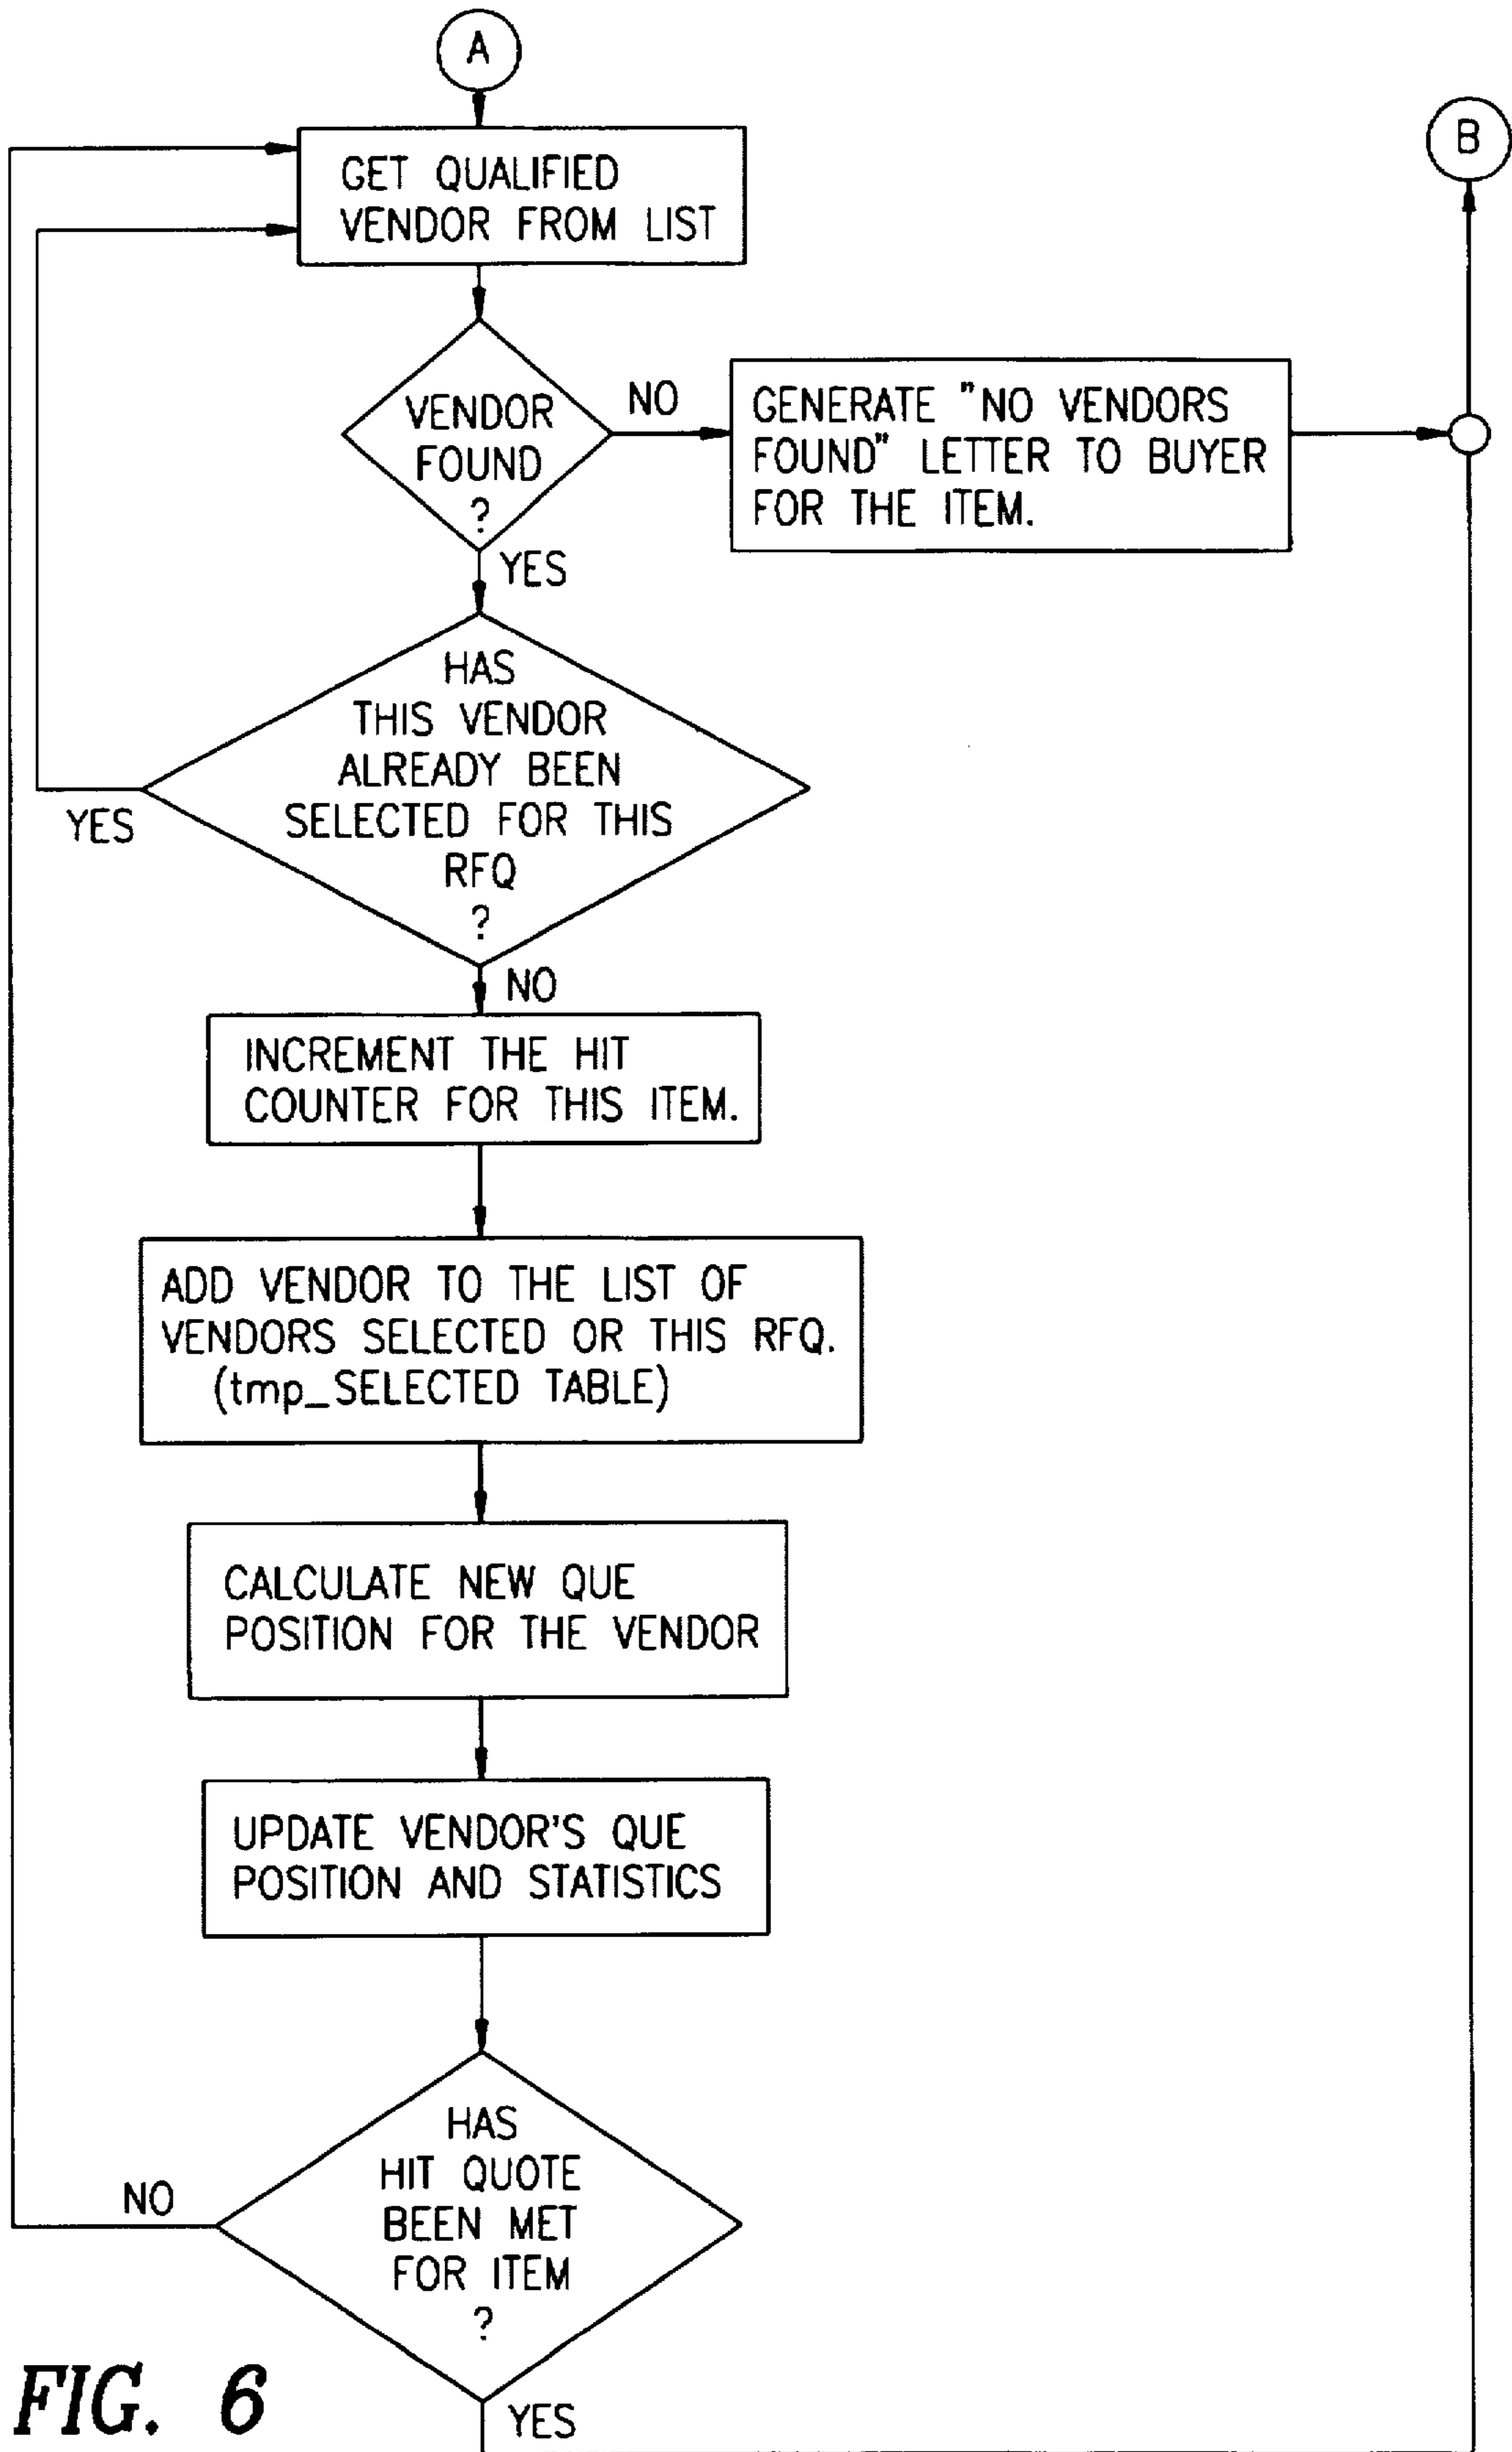 A
B
GET QUALIFIED
VENDOR FROM LIST
VENDOR
FOUND
?
NO
GENERATE "NO VENDORS
FOUND" LETTER TO BUYER
FOR THE ITEM.
YES
HAS
THIS VENDOR
ALREADY BEEN
SELECTED FOR THIS
RFQ
?
YES
NO
INCREMENT THE HIT
COUNTER FOR THIS ITEM.
ADD VENDOR TO THE LIST OF
VENDORS SELECTED OR THIS RFQ.
(tmp_SELECTED TABLE)
CALCULATE NEW QUE
POSITION FOR THE VENDOR
UPDATE VENDOR'S QUE
POSITION AND STATISTICS
HAS
HIT QUOTE
BEEN MET
FOR ITEM
?
NO
YES
FIG. 6